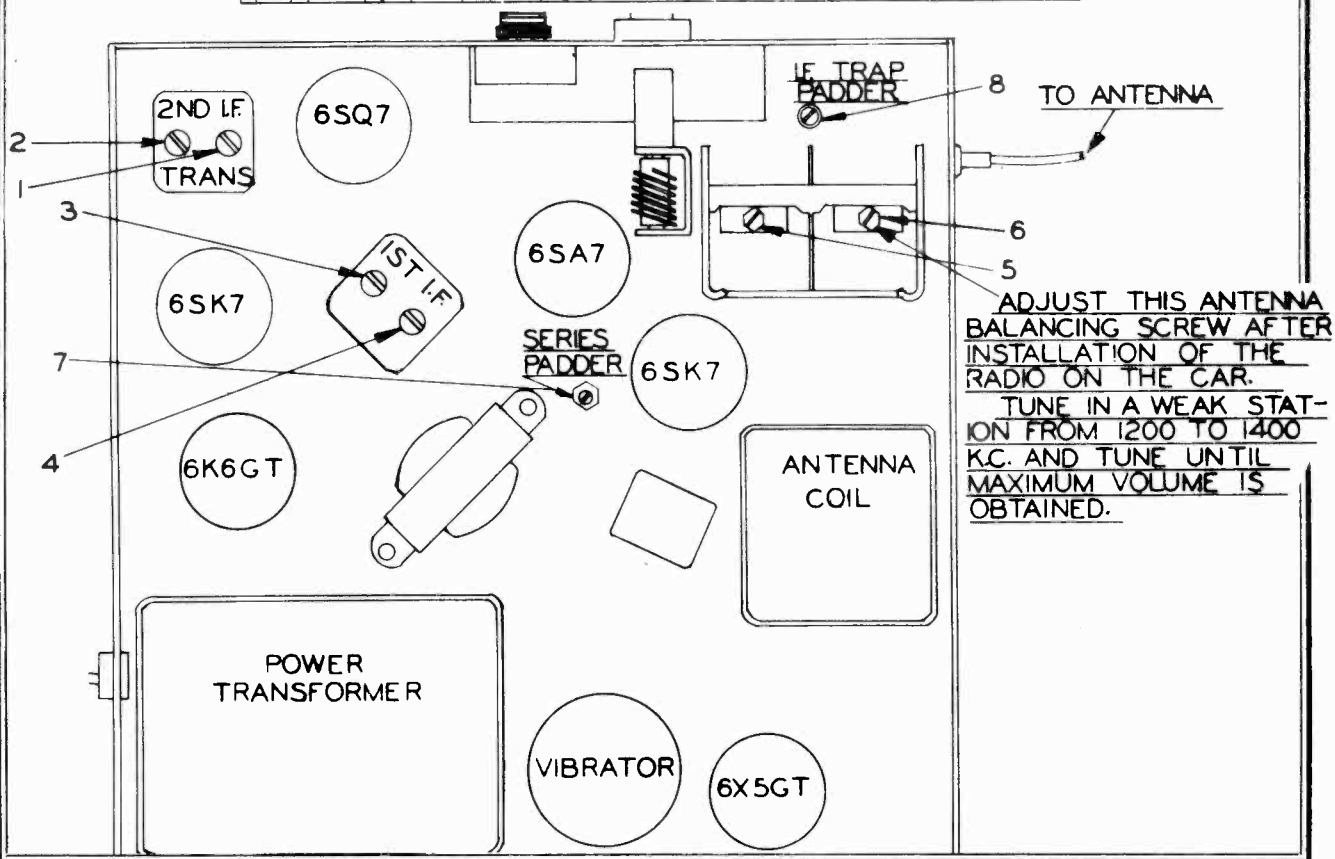 2ND I.F.
TRANS
2
1
3
6SQ7
I.F. TRAP
PADDER
8
TO ANTENNA
6SK7
1ST I.F.
6SA7
6
5
7
4
SERIES
PADDER
6SK7
ADJUST THIS ANTENNA
BALANCING SCREW AFTER
INSTALLATION OF THE
RADIO ON THE CAR.
TUNE IN A WEAK STAT-
ION FROM 1200 TO 1400
K.C. AND TUNE UNTIL
MAXIMUM VOLUME IS
OBTAINED.
6K6GT
ANTENNA
COIL
POWER
TRANSFORMER
VIBRATOR
6X5GT